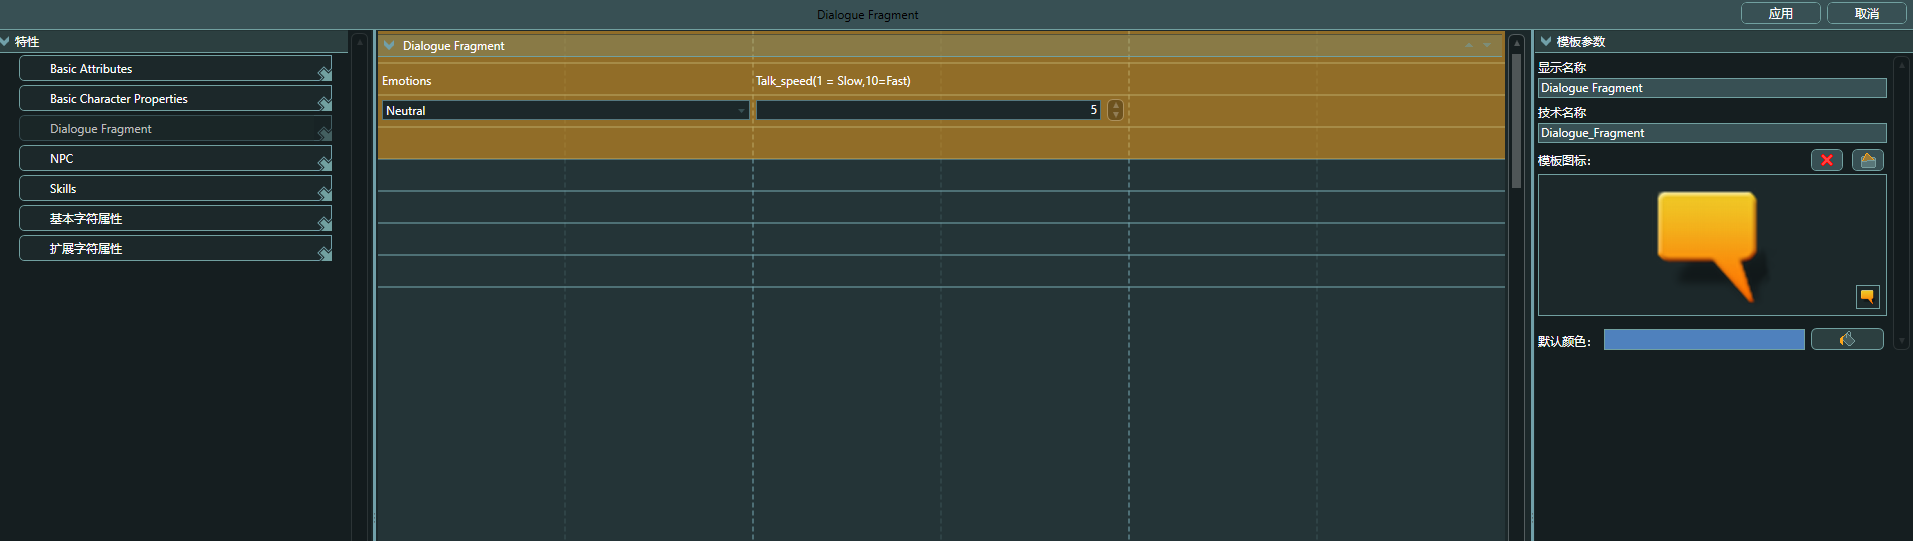 Dialogue Fragment
应用
取消
特性
Basic Attributes
Basic Character Properties
Dialogue Fragment
NPC
Skills
基本字符属性
扩展字符属性
Dialogue Fragment
Emotions
Talk_speed(1 = Slow,10=Fast)
Neutral
5
模板参数
显示名称
Dialogue Fragment
技术名称
Dialogue_Fragment
模板图标：
默认颜色：